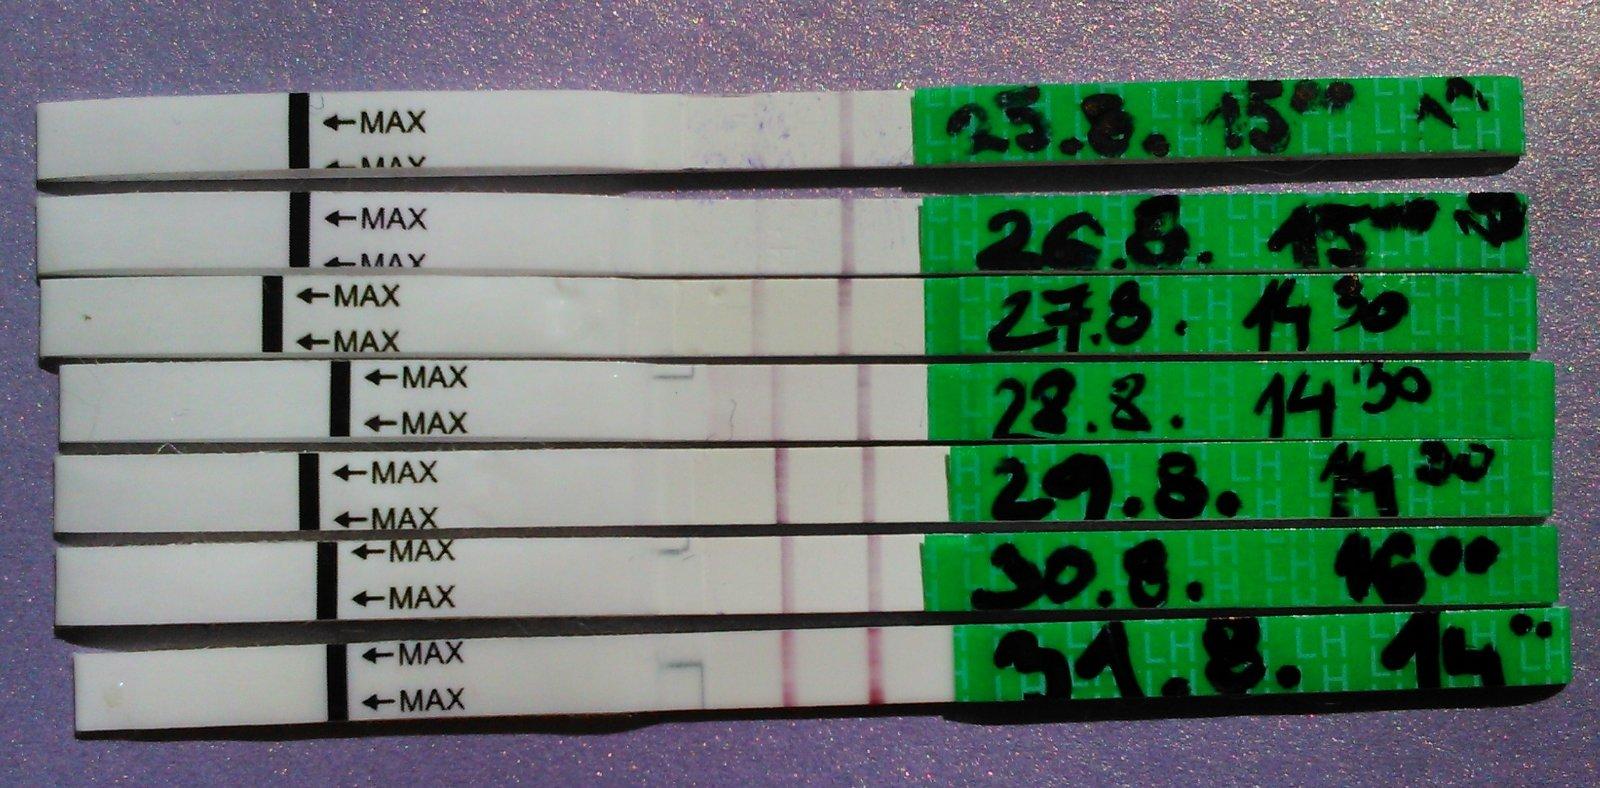 ←MAX 25.8. 15⁰⁰
←MAX
←MAX 26.8. 15⁰⁰
←MAX
←MAX 27.8. 14³⁰
←MAX
←MAX 28.8. 14³⁰
←MAX
←MAX 29.8. 14³⁰
←MAX
←MAX 30.8. 16⁰⁰
←MAX
←MAX 31.8. 14⁰⁰
←MAX